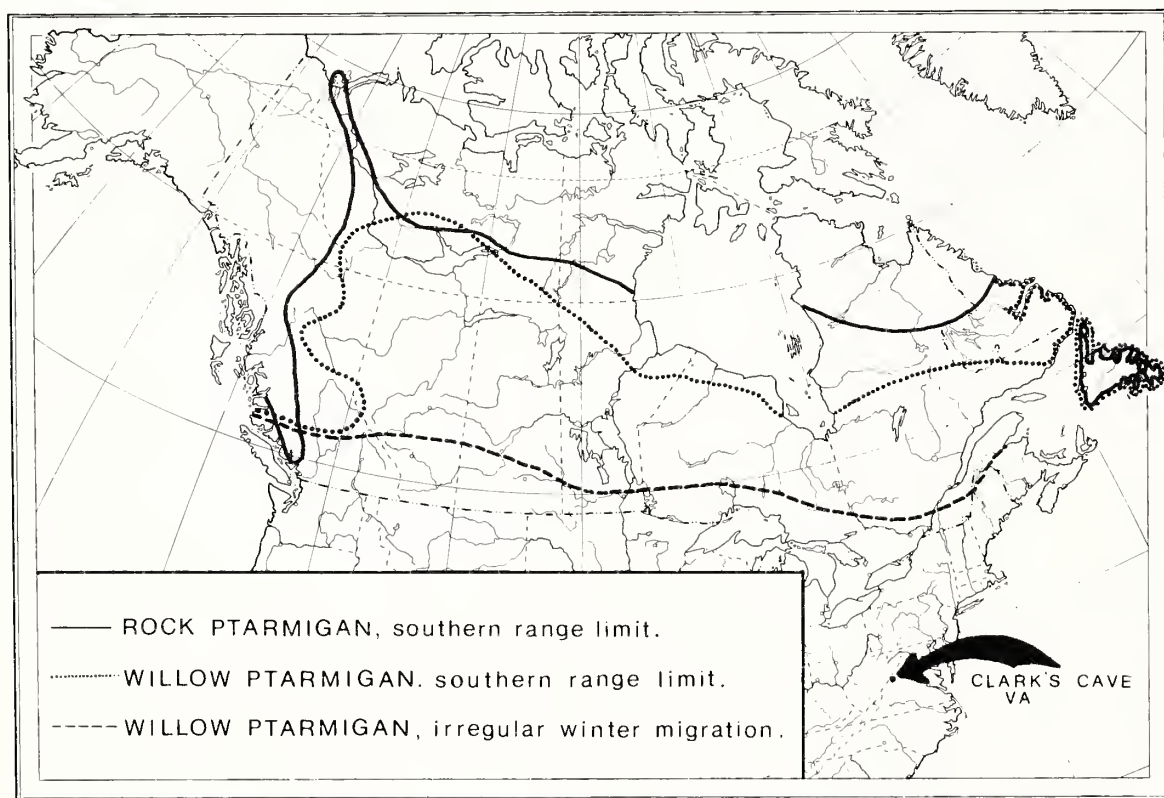 ROCK PTARMIGAN, southern range limit.
WILLOW PTARMIGAN. southern range limit.
WILLOW PTARMIGAN, irregular winter migration.
CLARK'S CAVE
VA